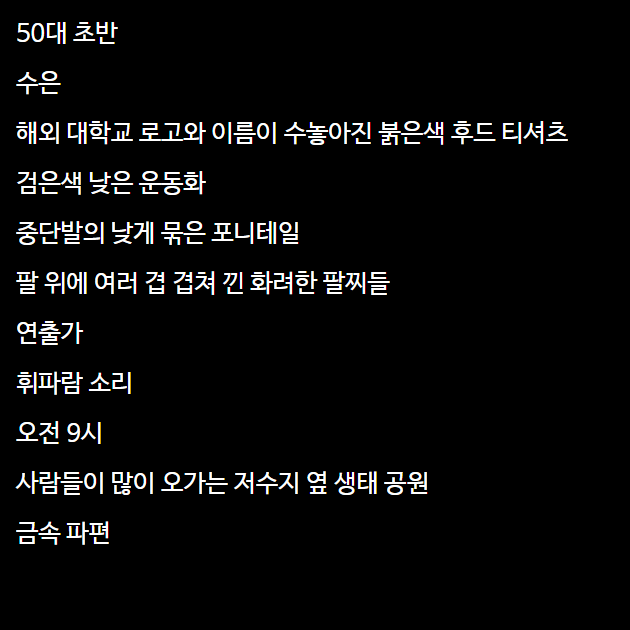 50대 초반
수은
해외 대학교 로고와 이름이 수놓아진 붉은색 후드 티셔츠
검은색 낮은 운동화
중단발의 낮게 묶은 포니테일
팔 위에 여러 겹 겹쳐 낀 화려한 팔찌들
연출가
휘파람 소리
오전 9시
사람들이 많이 오가는 저수지 옆 생태 공원
금속 파편